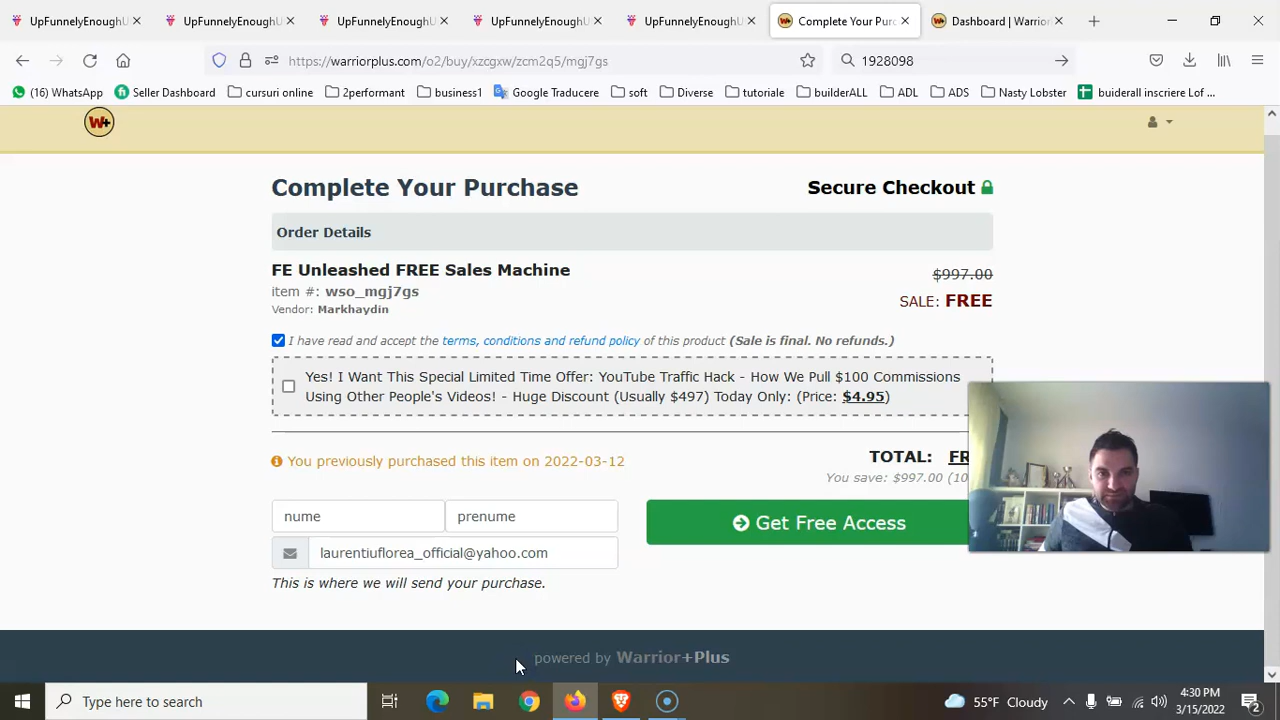 UpFunnelyEnoughU
UpFunnelyEnoughU
UpFunnelyEnoughU
UpFunnelyEnoughU
UpFunnelyEnoughU
Complete Your Purc
Dashboard | Warrior
https://warriorplus.com/o2/buy/xzcgxw/zcm2q5/mgj7gs
1928098
(16) WhatsApp
Seller Dashboard
cursuri online
2performant
business1
Google Traducere
soft
Diverse
tutoriale
builderALL
ADL
ADS
Nasty Lobster
buiderall inscriere Lof ...
W+
Complete Your Purchase
Secure Checkout
Order Details
FE Unleashed FREE Sales Machine
$997.00
item #: wso_mgj7gs
SALE: FREE
Vendor: Markhaydin
I have read and accept the terms, conditions and refund policy of this product (Sale is final. No refunds.)
Yes! I Want This Special Limited Time Offer: YouTube Traffic Hack - How We Pull $100 Commissions
Using Other People's Videos! - Huge Discount (Usually $497) Today Only: (Price: $4.95)
TOTAL: FR
You previously purchased this item on 2022-03-12
You save: $997.00 (10
nume
prenume
Get Free Access
laurentiuflorea_official@yahoo.com
This is where we will send your purchase.
powered by Warrior+Plus
Type here to search
55°F Cloudy
4:30 PM
3/15/2022
2